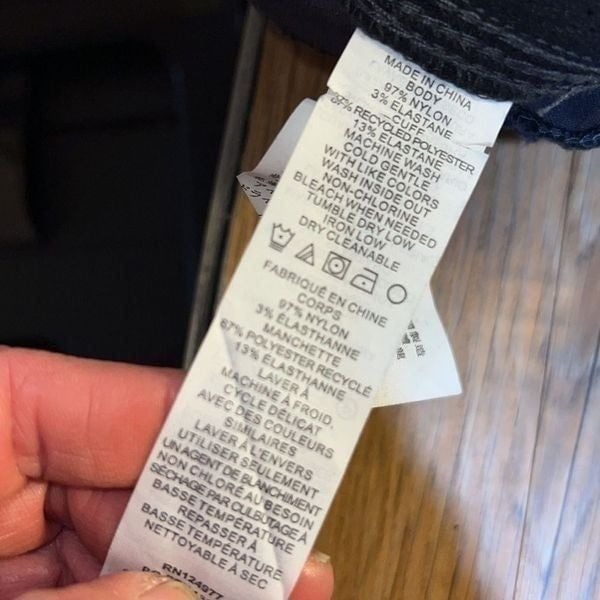 MADE IN CHINA
BODY
97% NYLON
3% ELASTANE
CUFF
87% RECYCLED POLYESTER
13% ELASTANE
MACHINE WASH
COLD GENTLE
WITH LIKE COLORS
WASH INSIDE OUT
NON-CHLORINE
BLEACH WHEN NEEDED
TUMBLE DRY LOW
IRON LOW
DRY CLEANABLE
FABRIQUÉ EN CHINE
CORPS
97% NYLON
3% ÉLASTHANNE
MANCHETTE
87% POLYESTER RECYCLÉ
13% ÉLASTHANNE
LAVER À
MACHINE À FROID,
CYCLE DÉLICAT
AVEC DES COULEURS
SIMILAIRES
LAVER À L'ENVERS
UTILISER SEULEMENT
UN AGENT DE BLANCHIMENT
NON CHLORÉ AU BESOIN
SÉCHAGE PAR CULBUTAGE À
BASSE TEMPÉRATURE
REPASSER À
BASSE TEMPÉRATURE
NETTOYABLE À SEC
RN124977